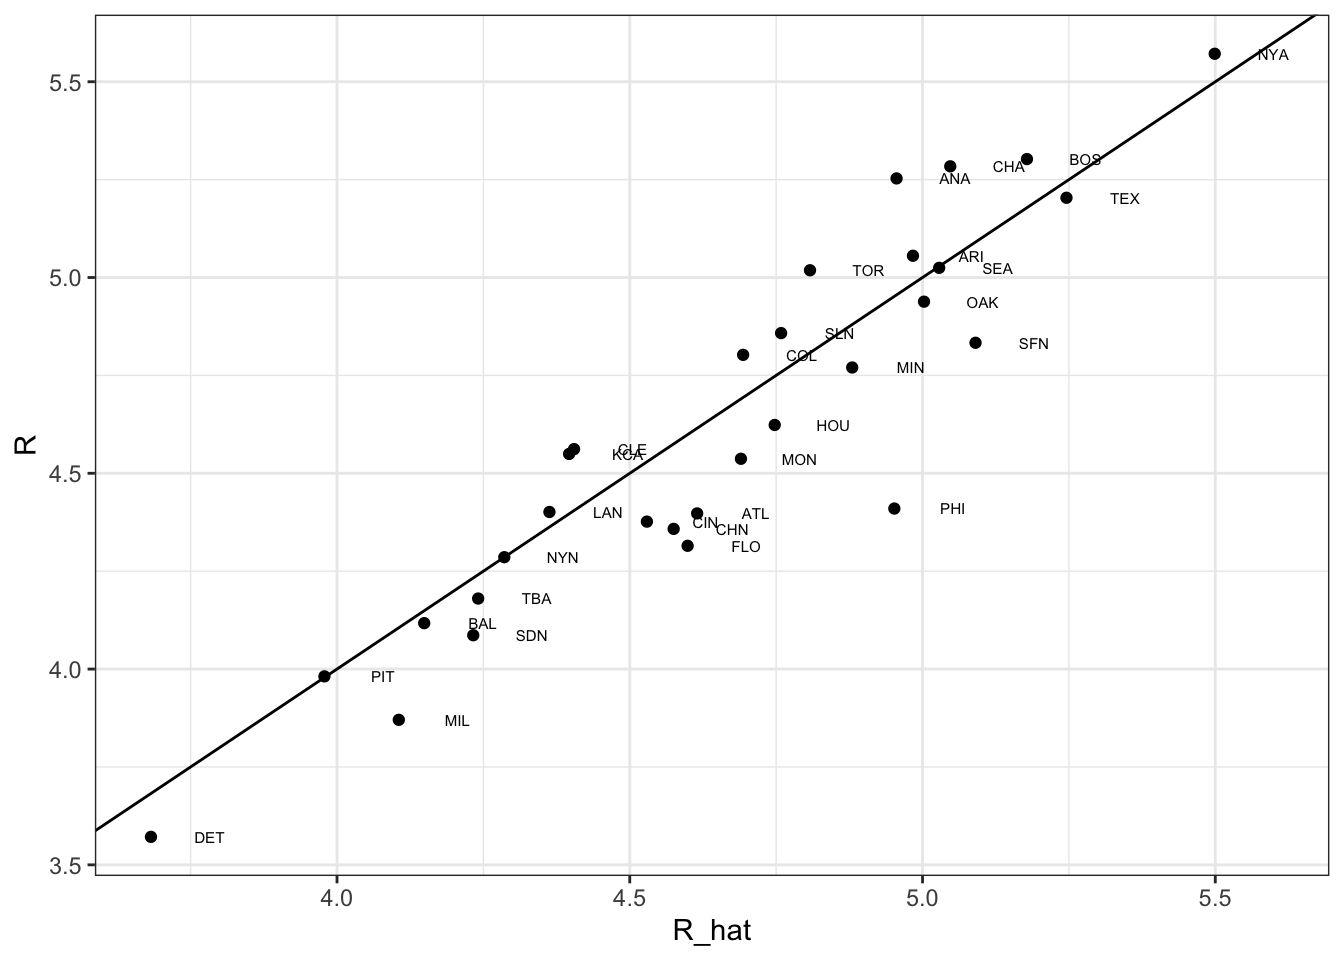 NYA
5.5
BOS
CHA
ANA
TEX
ARI
SEA
TOR
5.0
OAK
SLN
SFN
COL
MIN
HOU
R
CLE
KCA
MON
4.5
PHI
LAN
ATL
CIN
CHN
FLO
NYN
TBA
BAL
SDN
PIT
4.0
MIL
DET
3.5
4.0 4.5 5.0 5.5
R_hat